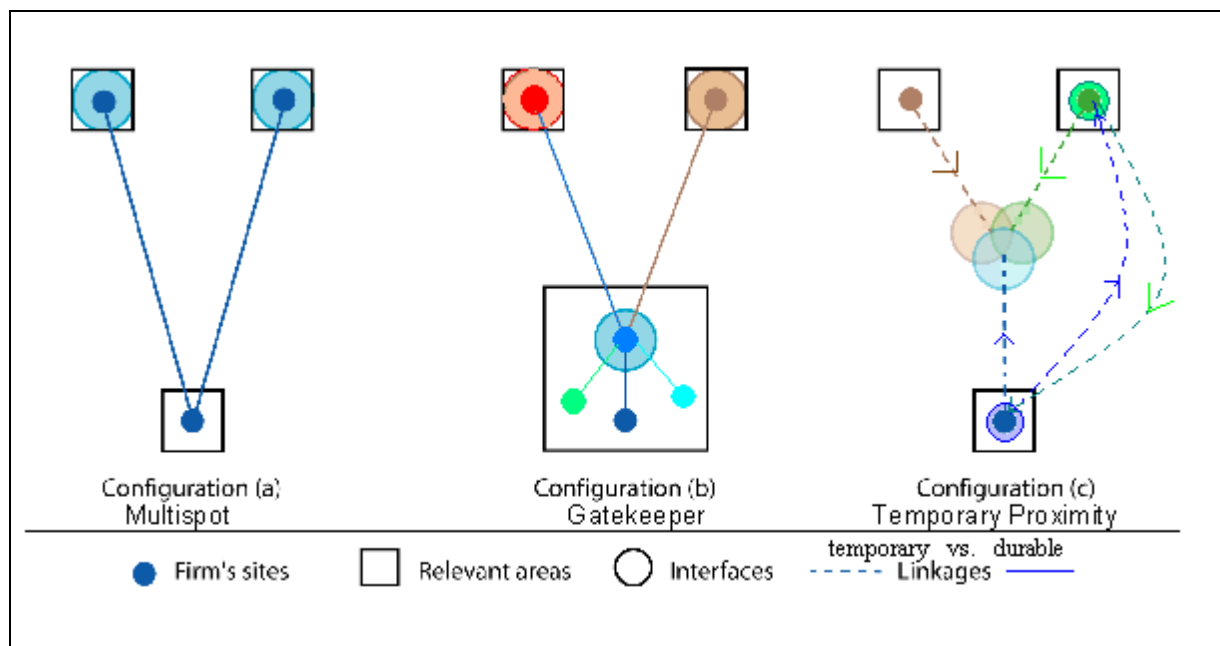 Configuration (a)
Multispot
Configuration (b)
Gatekeeper
Configuration (c)
Temporary Proximity
temporary vs. durable
Firm's sites
Relevant areas
Interfaces
Linkages